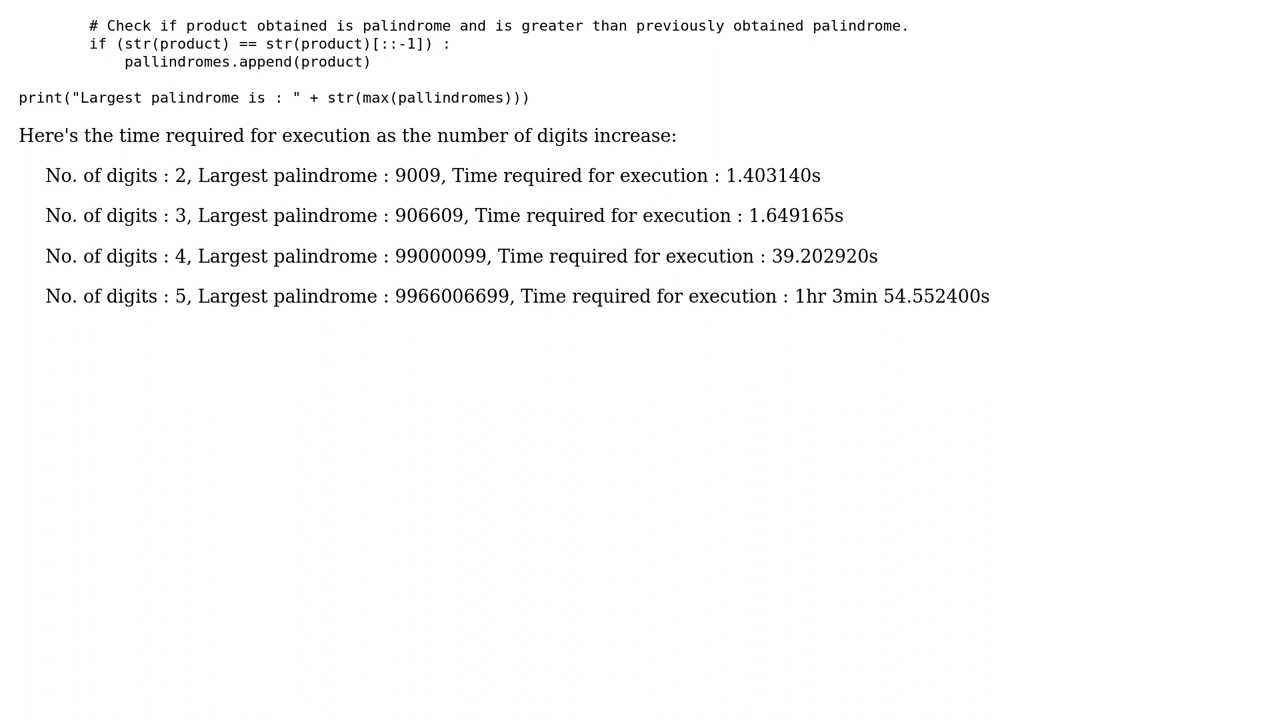 # Check if product obtained is palindrome and is greater than previously obtained palindrome.
if (str(product) == str(product)[::-1]) :
pallindromes.append(product)
print("Largest palindrome is : " + str(max(pallindromes)))
Here's the time required for execution as the number of digits increase:
No. of digits : 2, Largest palindrome : 9009, Time required for execution : 1.403140s
No. of digits : 3, Largest palindrome : 906609, Time required for execution : 1.649165s
No. of digits : 4, Largest palindrome : 99000099, Time required for execution : 39.202920s
No. of digits : 5, Largest palindrome : 9966006699, Time required for execution : 1hr 3min 54.552400s